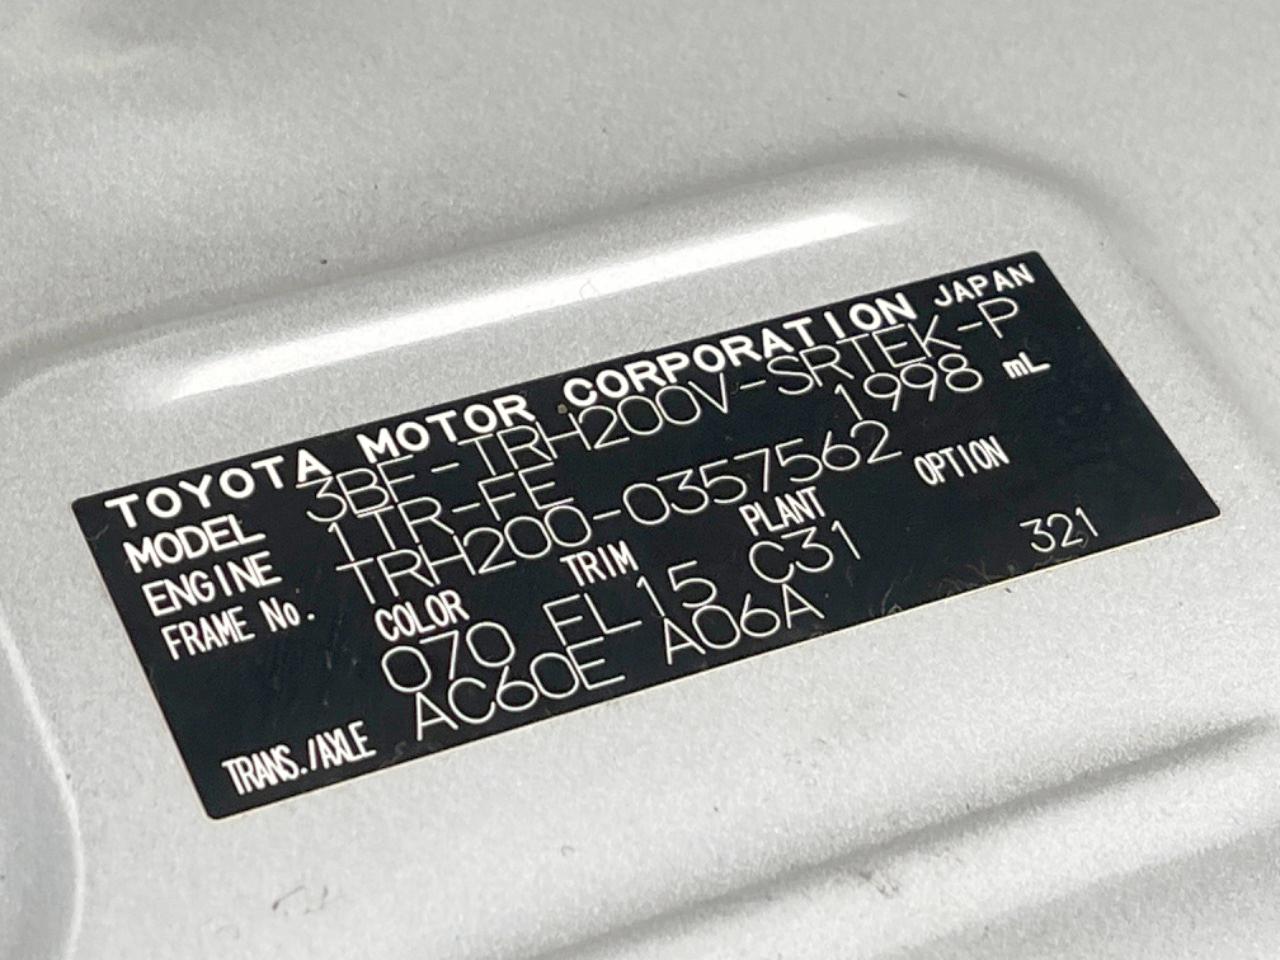 TOYOTA MOTOR CORPORATION JAPAN
MODEL 3BF-TRH200V-SRTEK-P
ENGINE 1TR-FE 1998 mL
FRAME No. TRH200-0357562
COLOR TRIM PLANT OPTION
070 FL15 C31 321
TRANS./AXLE AC60E A06A